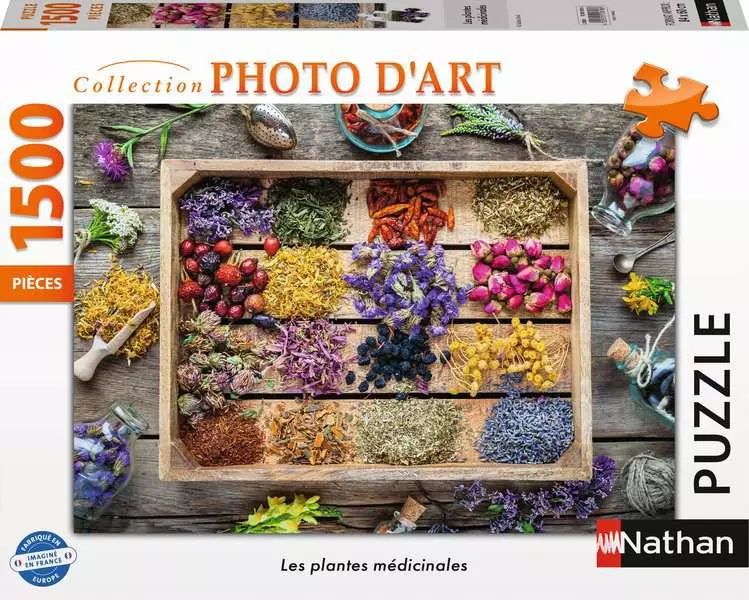 PUZZLE
1500
PIÈCES
Les plantes
médicinales
Nathan
Collection PHOTO D'ART
1500
PIÈCES
PUZZLE
Nathan
FABRIQUÉ EN
EUROPE
IMAGINÉ
EN FRANCE
Les plantes médicinales